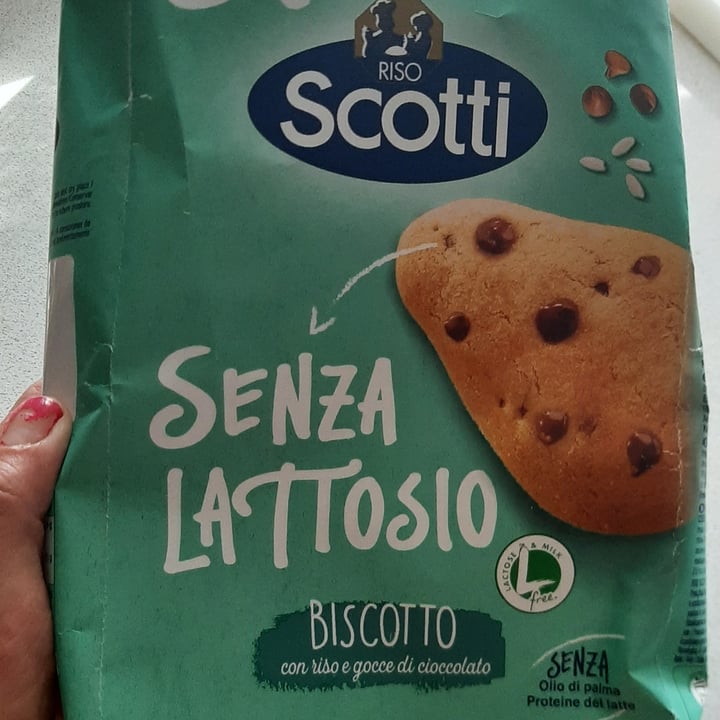 RISO
Scotti
SENZA
LATTOSIO
LACTOSE & MILK
free.
BISCOTTO
con riso e gocce di cioccolato
SENZA
Olio di palma
Proteine del latte